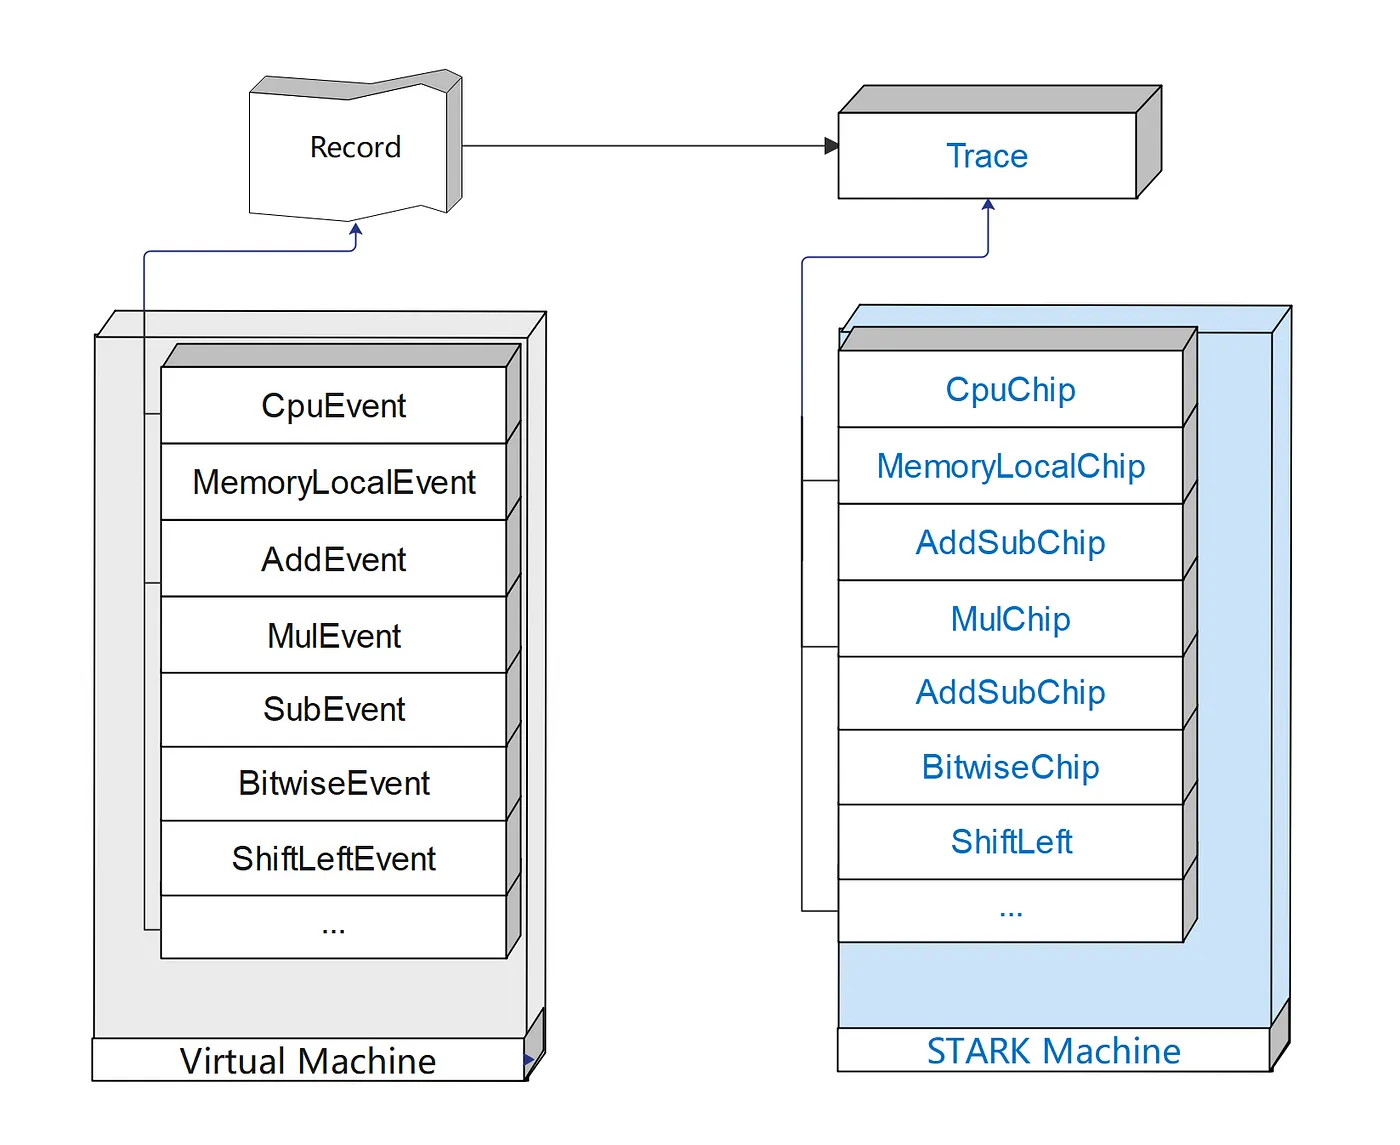 Record
Trace
CpuEvent
MemoryLocalEvent
AddEvent
MulEvent
SubEvent
BitwiseEvent
ShiftLeftEvent
...
Virtual Machine
CpuChip
MemoryLocalChip
AddSubChip
MulChip
AddSubChip
BitwiseChip
ShiftLeft
...
STARK Machine